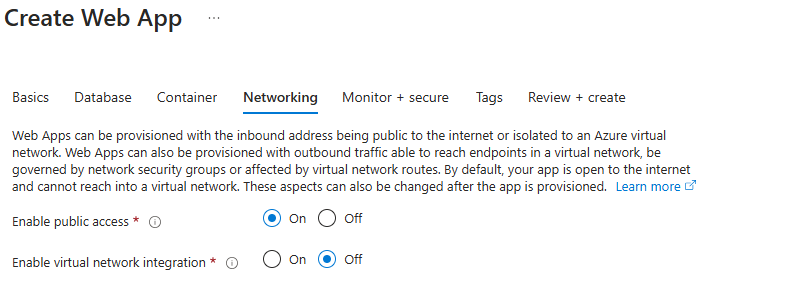 Create Web App ...
Basics Database Container Networking Monitor + secure Tags Review + create
Web Apps can be provisioned with the inbound address being public to the internet or isolated to an Azure virtual
network. Web Apps can also be provisioned with outbound traffic able to reach endpoints in a virtual network, be
governed by network security groups or affected by virtual network routes. By default, your app is open to the internet
and cannot reach into a virtual network. These aspects can also be changed after the app is provisioned. Learn more
Enable public access * On Off
Enable virtual network integration * On Off